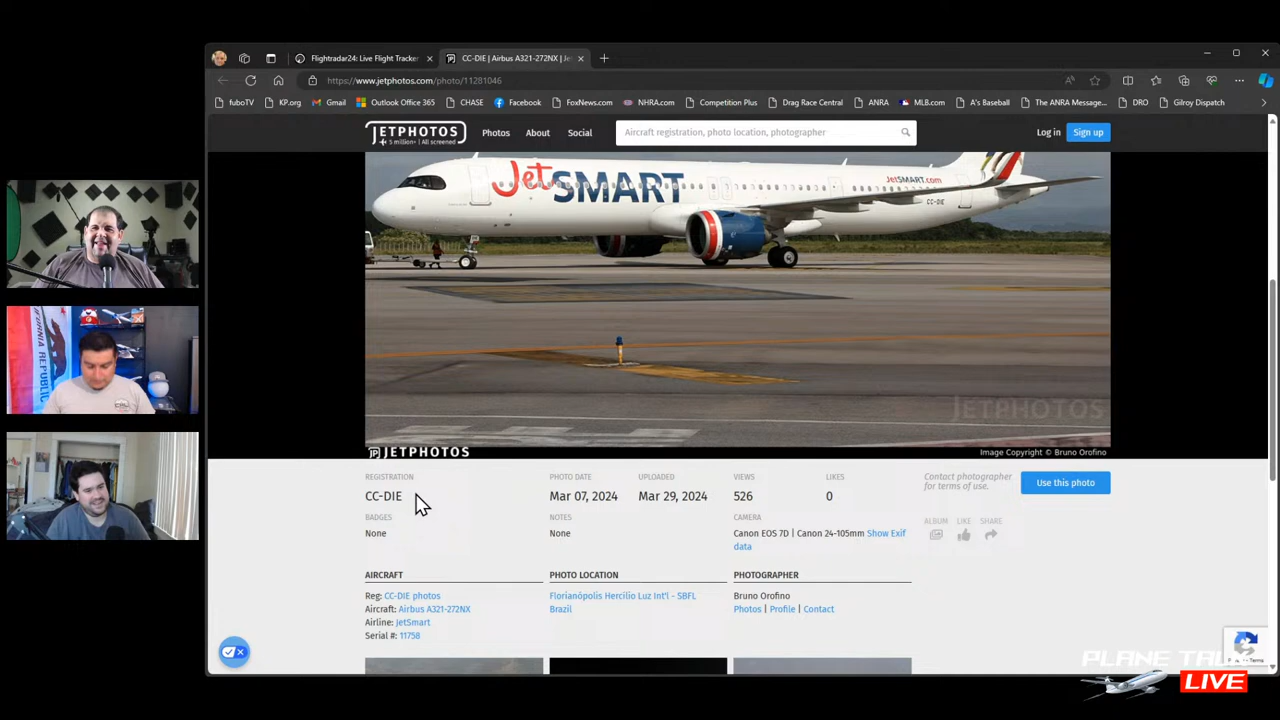 Flightradar24: Live Flight Tracker
CC-DIE | Airbus A321-272NX | Je
https://www.jetphotos.com/photo/11281046
fuboTV
KP.org
Gmail
Outlook Office 365
CHASE
Facebook
FoxNews.com
NHRA.com
Competition Plus
Drag Race Central
ANRA
MLB.com
A's Baseball
The ANRA Message...
DRO
Gilroy Dispatch
JETPHOTOS
5 million+ | All screened
Photos
About
Social
Aircraft registration, photo location, photographer
Log in
Sign up
JetSMART
JetSMART.com
CC-DIE
JETPHOTOS
JETPHOTOS
Image Copyright © Bruno Orofino
REGISTRATION
PHOTO DATE
UPLOADED
VIEWS
LIKES
CC-DIE
Mar 07, 2024
Mar 29, 2024
526
0
Contact photographer
for terms of use.
Use this photo
BADGES
NOTES
CAMERA
None
None
Canon EOS 7D | Canon 24-105mm Show Exif
data
ALBUM
LIKE
SHARE
AIRCRAFT
PHOTO LOCATION
PHOTOGRAPHER
Reg: CC-DIE photos
Aircraft: Airbus A321-272NX
Airline: JetSmart
Serial #: 11758
Florianópolis Hercílio Luz Int'l - SBFL
Brazil
Bruno Orofino
Photos | Profile | Contact
PLANE TALK
LIVE